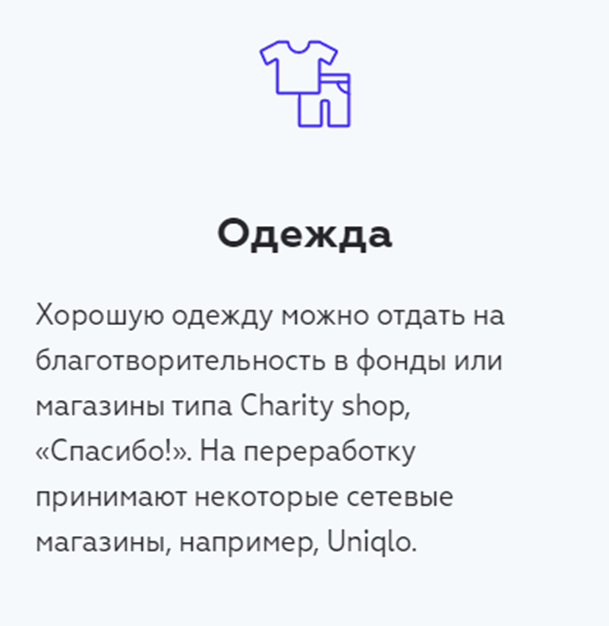 Одежда
Хорошую одежду можно отдать на
благотворительность в фонды или
магазины типа Charity shop,
«Спасибо!». На переработку
принимают некоторые сетевые
магазины, например, Uniqlo.